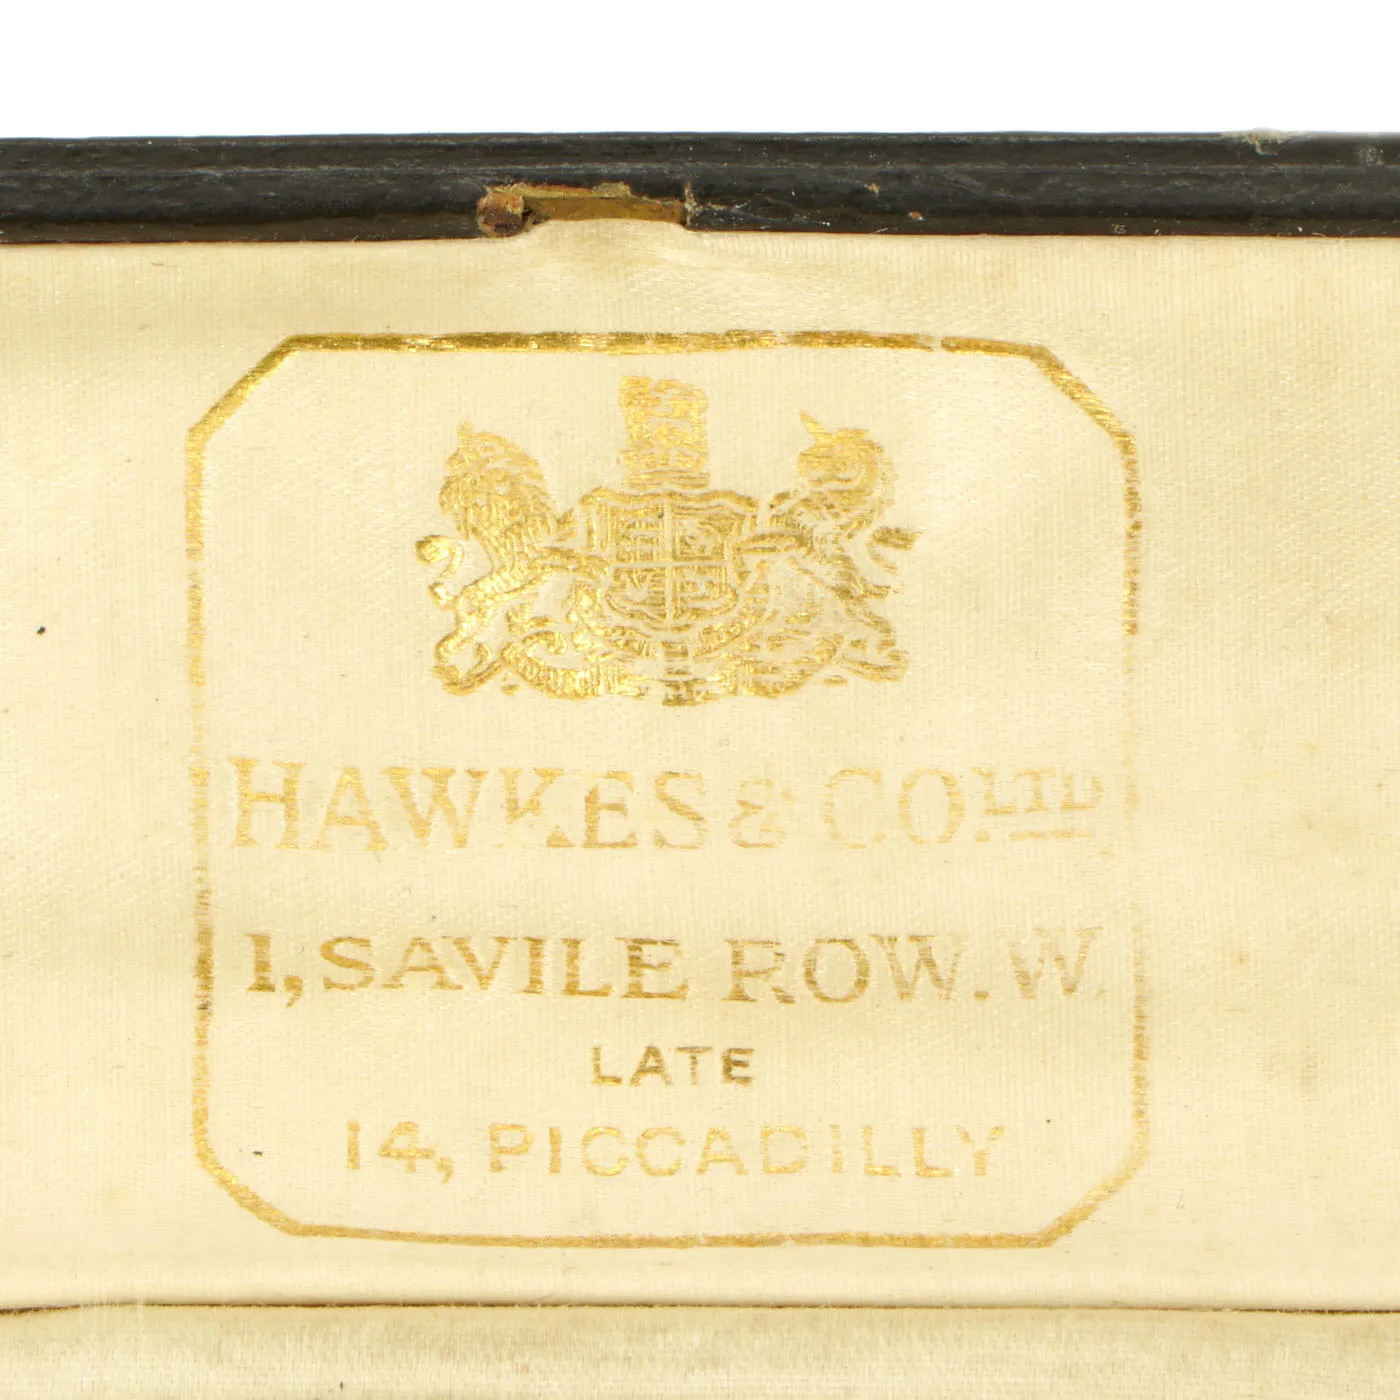 HAWKES & CO. LTD
1, SAVILE ROW. W.
LATE
14, PICCADILLY